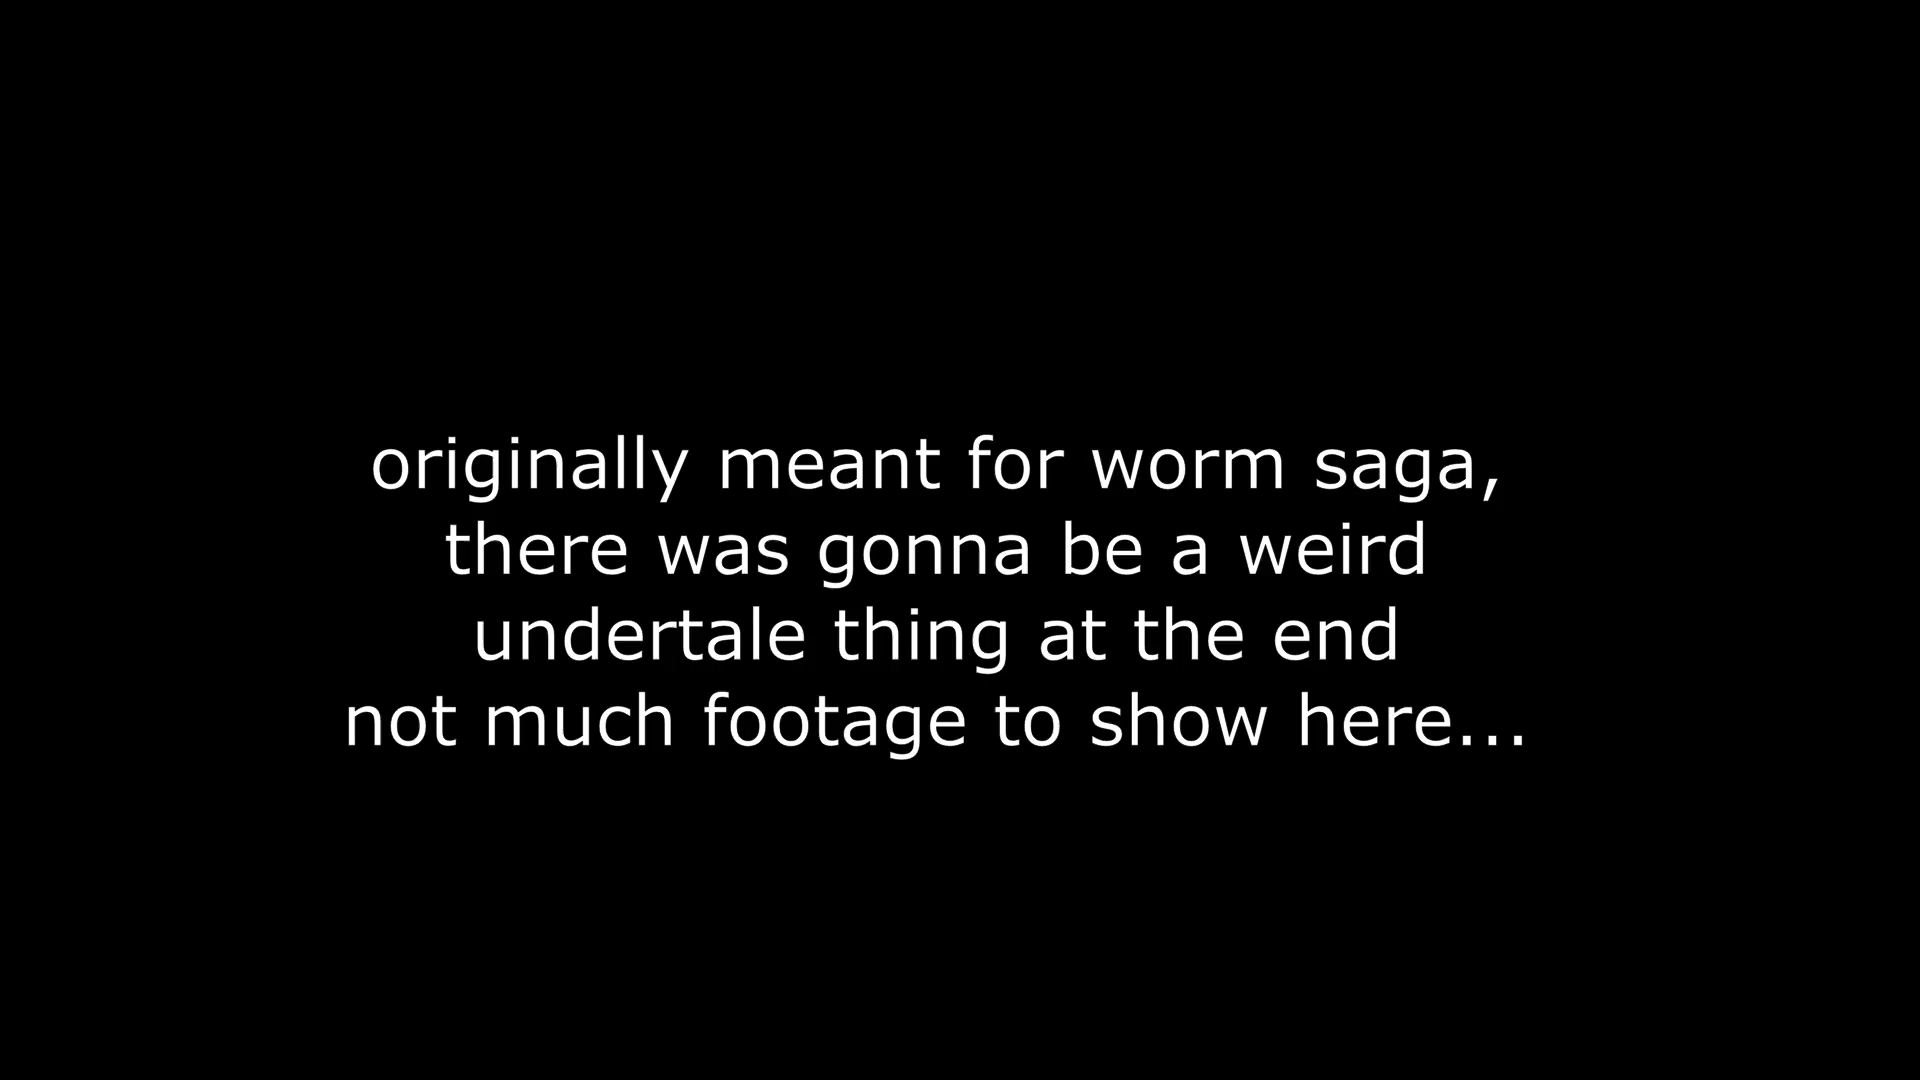 originally meant for worm saga,
there was gonna be a weird
undertale thing at the end
not much footage to show here...